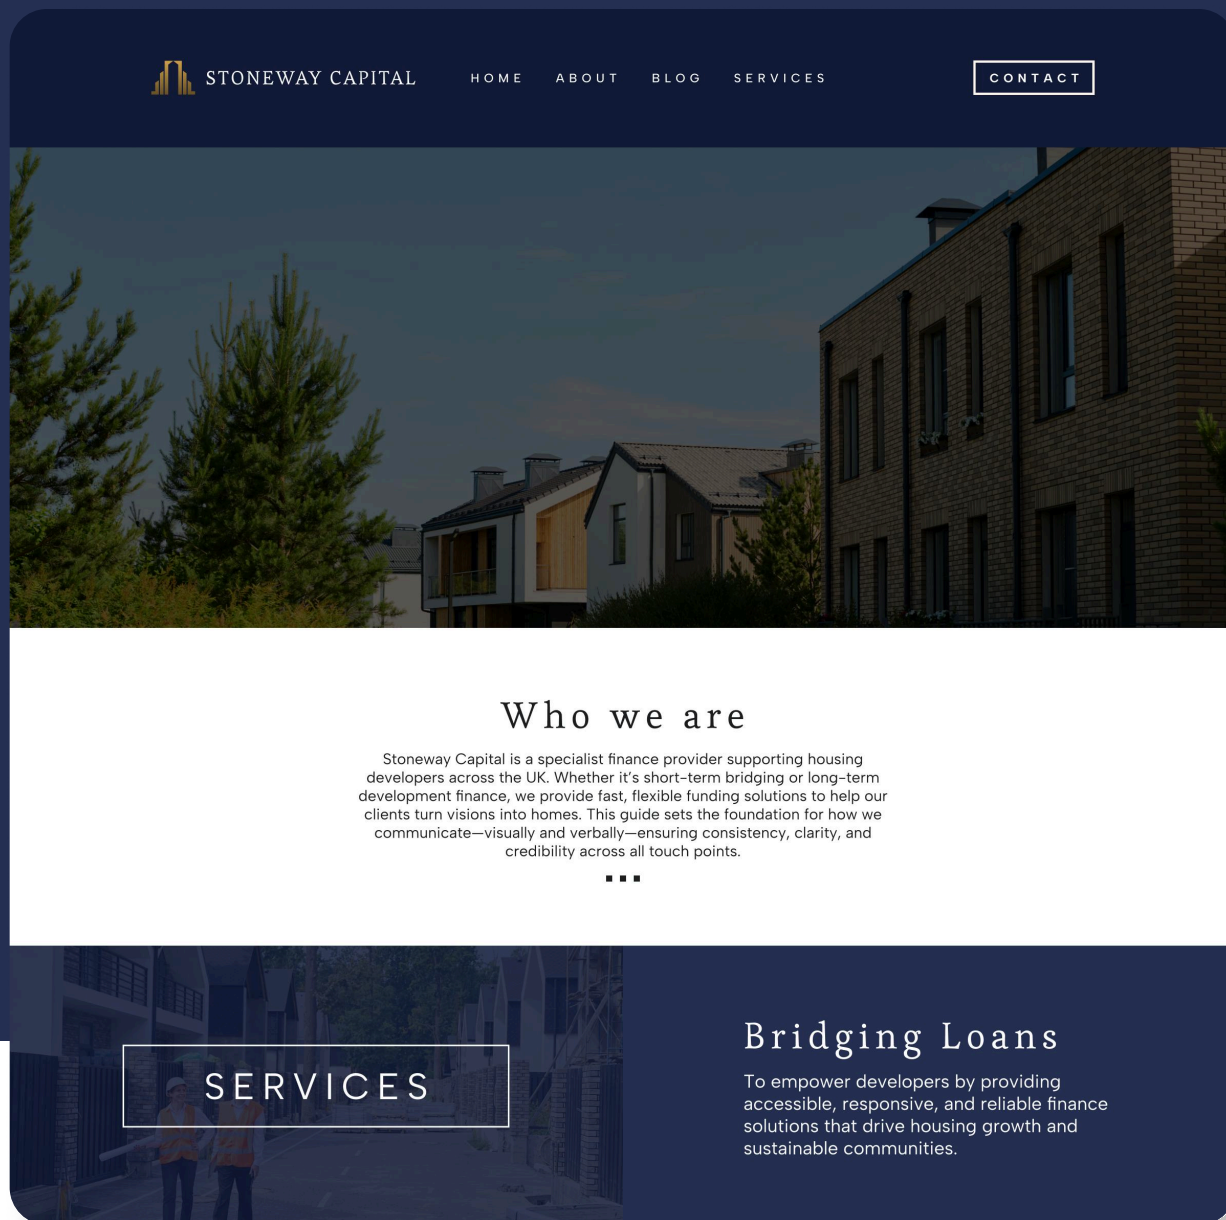 STONEWAY CAPITAL
HOME ABOUT BLOG SERVICES
CONTACT
Who we are
Stoneway Capital is a specialist finance provider supporting housing
developers across the UK. Whether it's short-term bridging or long-term
development finance, we provide fast, flexible funding solutions to help our
clients turn visions into homes. This guide sets the foundation for how we
communicate—visually and verbally—ensuring consistency, clarity, and
credibility across all touch points.
SERVICES
Bridging Loans
To empower developers by providing
accessible, responsive, and reliable finance
solutions that drive housing growth and
sustainable communities.